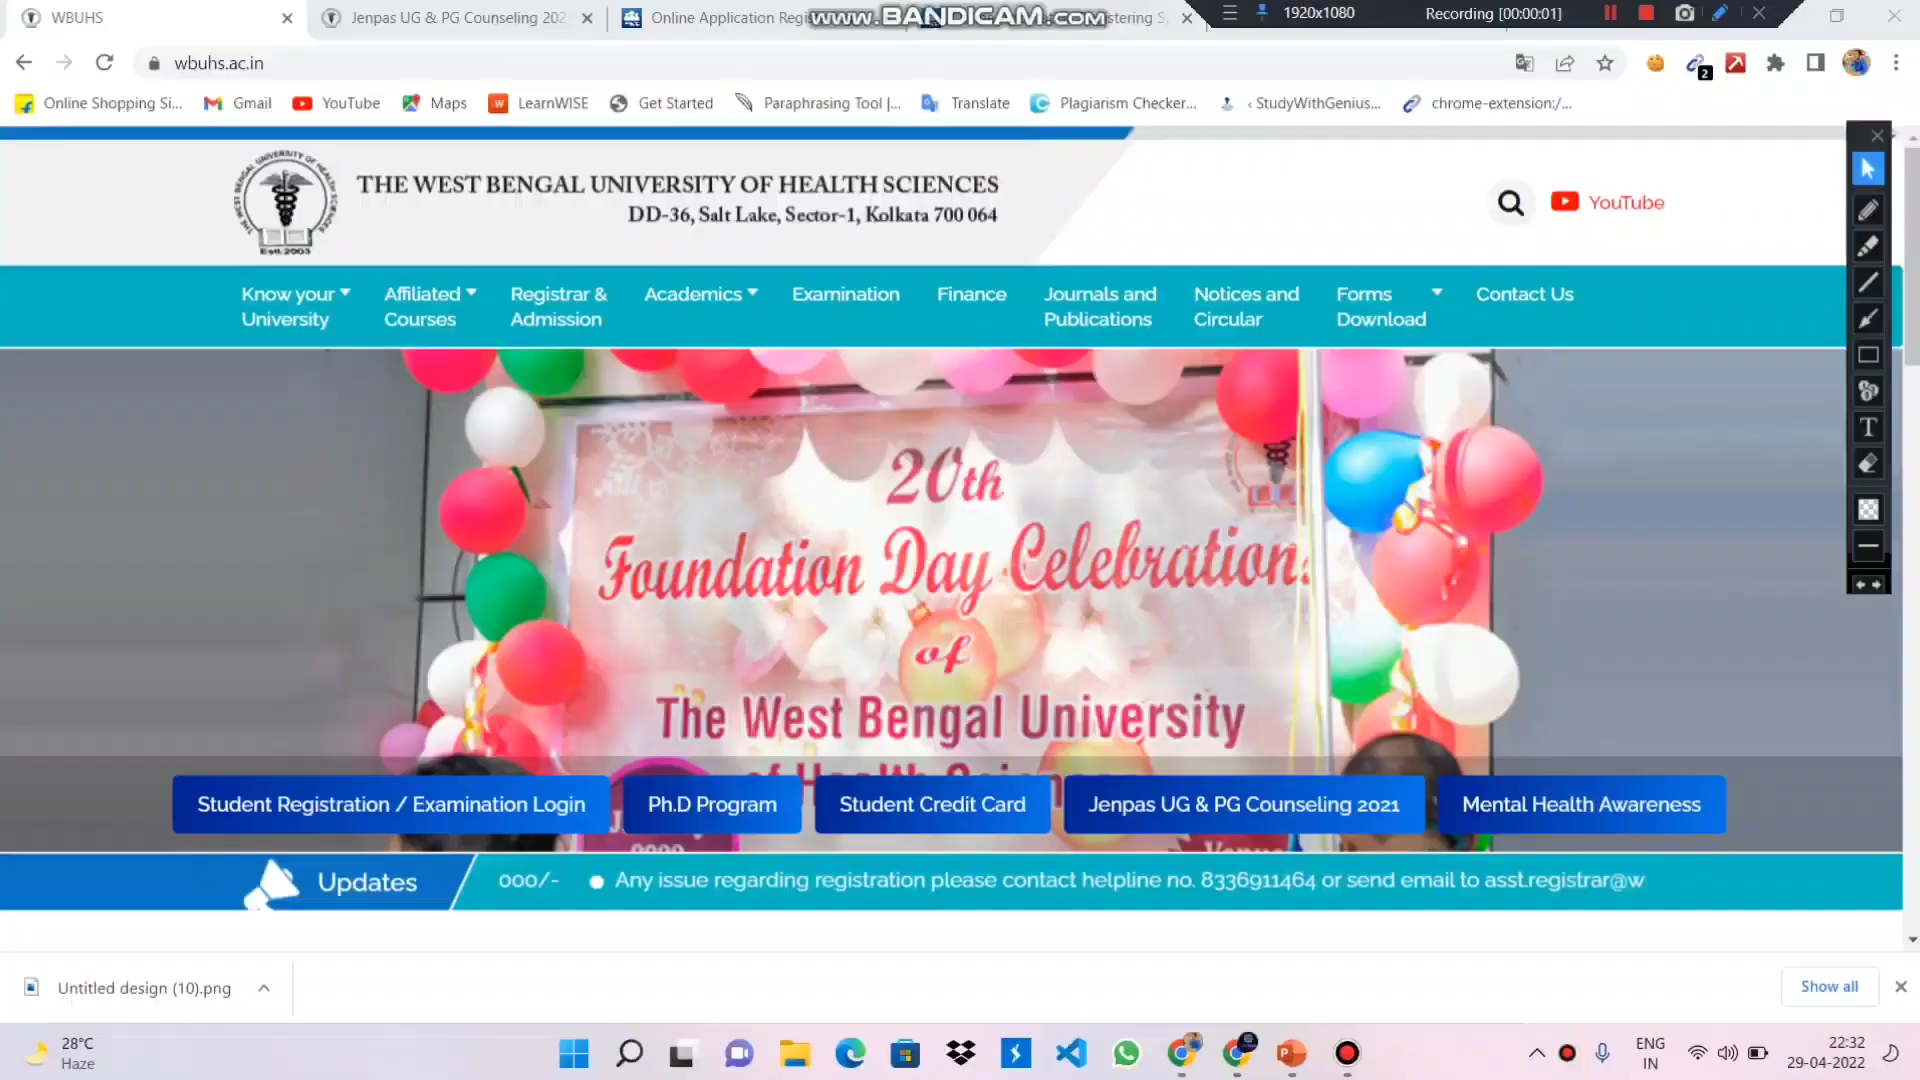 WBUHS
Jenpas UG & PG Counseling 202
Online Application Regis
www.BANDICAM.com
1920x1080
Recording [00:00:01]
wbuhs.ac.in
2
Online Shopping Si...
Gmail
YouTube
Maps
LearnWISE
Get Started
Paraphrasing Tool |...
Translate
Plagiarism Checker...
‹ StudyWithGenius...
chrome-extension:/...
THE WEST BENGAL UNIVERSITY OF HEALTH SCIENCES
DD-36, Salt Lake, Sector-1, Kolkata 700 064
Estd.2003
YouTube
Know your University
Affiliated Courses
Registrar & Admission
Academics
Examination
Finance
Journals and Publications
Notices and Circular
Forms Download
Contact Us
20th
Foundation Day Celebration
of
The West Bengal University
Student Registration / Examination Login
Ph.D Program
Student Credit Card
Jenpas UG & PG Counseling 2021
Mental Health Awareness
Updates
000/-
Any issue regarding registration please contact helpline no. 8336911464 or send email to asst.registrar@w
Untitled design (10).png
Show all
28°C
Haze
ENG
IN
22:32
29-04-2022